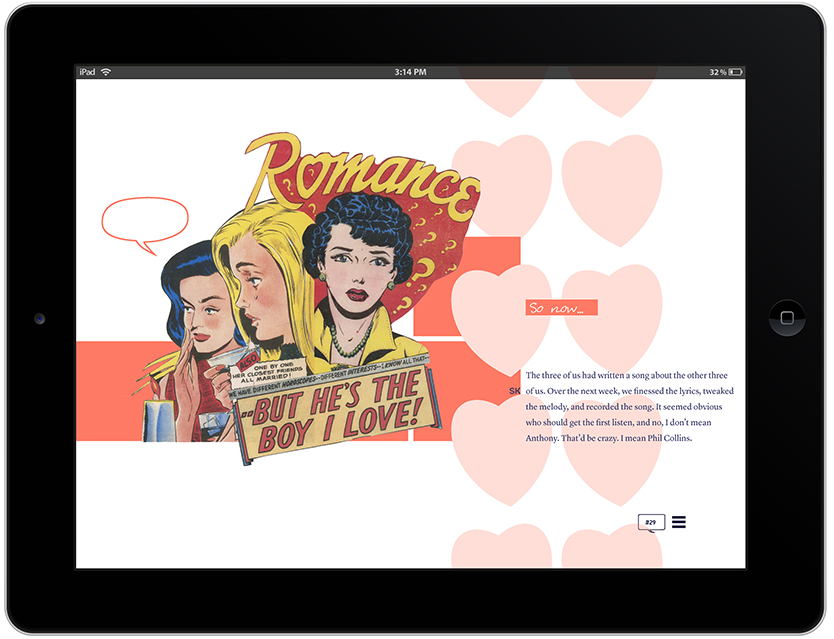 iPad
3:14 PM
32 %
Romance
$1.50
ONE BY ONE
HER CLOSEST FRIENDS
ALL MARRIED!
WE HAVE DIFFERENT HOROSCOPES--DIFFERENT INTERESTS--I KNOW ALL THAT--
--BUT HE'S THE
BOY I LOVE!
So now...
The three of us had written a song about the other three
SK of us. Over the next week, we finessed the lyrics, tweaked
the melody, and recorded the song. It seemed obvious
who should get the first listen, and no, I don't mean
Anthony. That'd be crazy. I mean Phil Collins.
#29